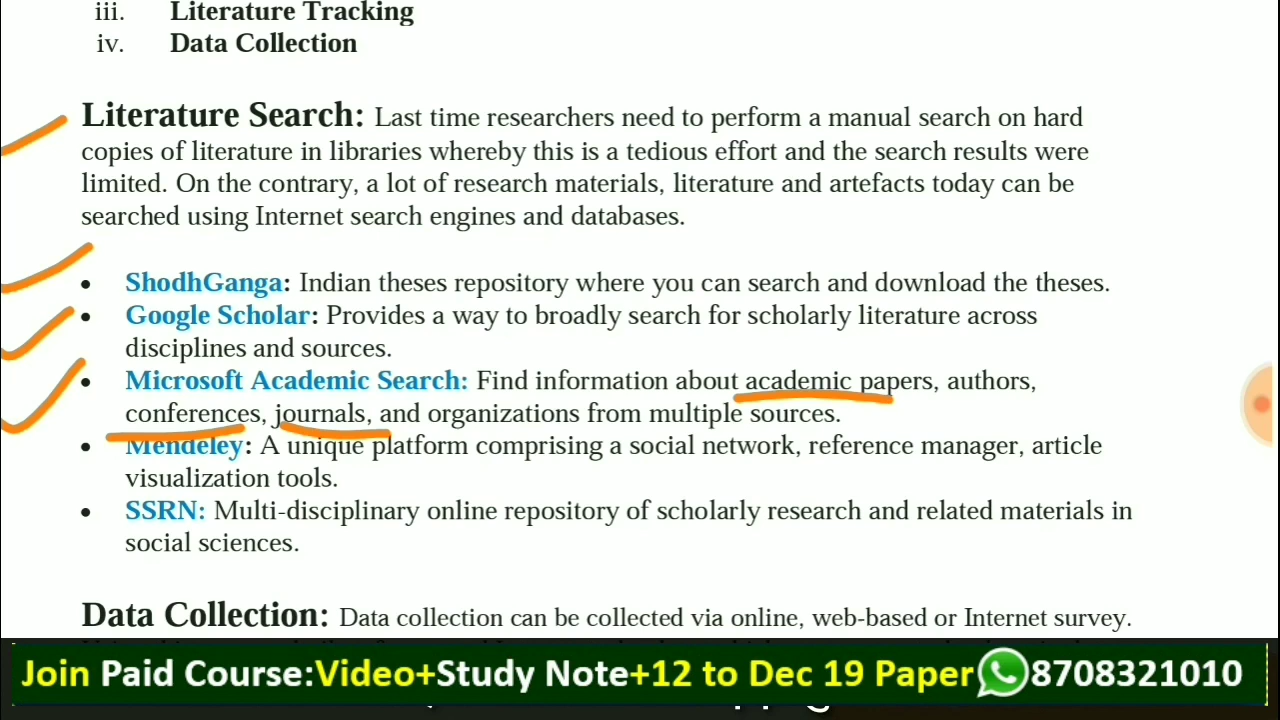 iii. Literature Tracking
iv. Data Collection
Literature Search: Last time researchers need to perform a manual search on hard
copies of literature in libraries whereby this is a tedious effort and the search results were
limited. On the contrary, a lot of research materials, literature and artefacts today can be
searched using Internet search engines and databases.
• ShodhGanga: Indian theses repository where you can search and download the theses.
• Google Scholar: Provides a way to broadly search for scholarly literature across
disciplines and sources.
• Microsoft Academic Search: Find information about academic papers, authors,
conferences, journals, and organizations from multiple sources.
• Mendeley: A unique platform comprising a social network, reference manager, article
visualization tools.
• SSRN: Multi-disciplinary online repository of scholarly research and related materials in
social sciences.
Data Collection: Data collection can be collected via online, web-based or Internet survey.
Join Paid Course:Video+Study Note+12 to Dec 19 Paper 8708321010